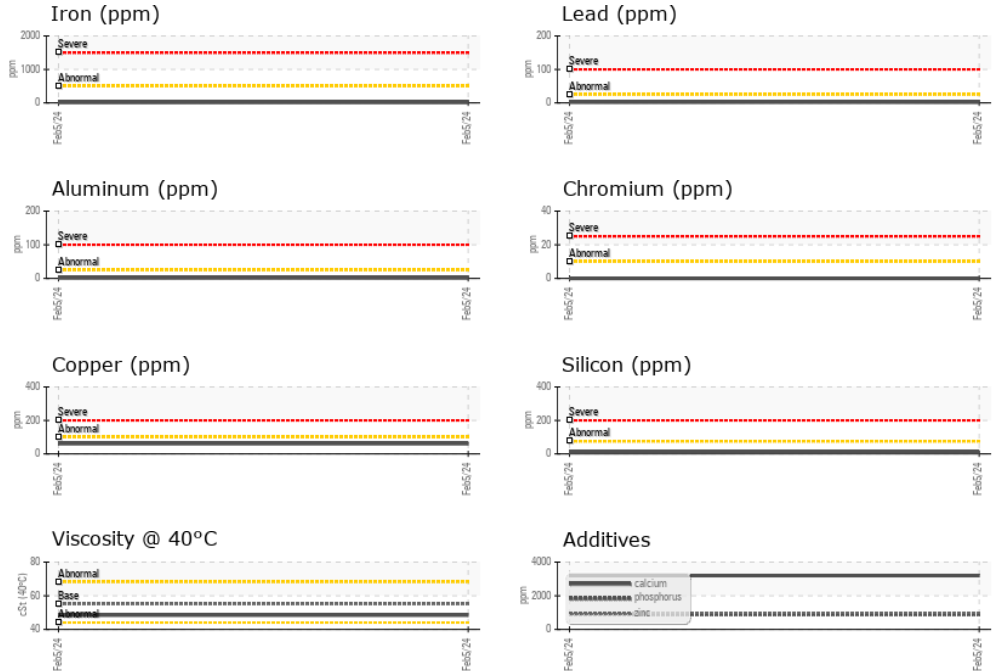 Iron (ppm)
2000
1000
0
ppm
Severe
Abnormal
Feb5/24
Feb5/24
Lead (ppm)
200
100
0
ppm
Severe
Abnormal
Feb5/24
Feb5/24
Aluminum (ppm)
200
100
0
ppm
Severe
Abnormal
Feb5/24
Feb5/24
Chromium (ppm)
40
20
0
ppm
Severe
Abnormal
Feb5/24
Feb5/24
Copper (ppm)
400
200
0
ppm
Severe
Abnormal
Feb5/24
Feb5/24
Silicon (ppm)
400
200
0
ppm
Severe
Abnormal
Feb5/24
Feb5/24
Viscosity @ 40°C
80
60
40
cSt (40°C)
Abnormal
Base
Abnormal
Feb5/24
Feb5/24
Additives
4000
2000
0
ppm
calcium
phosphorus
zinc
Feb5/24
Feb5/24